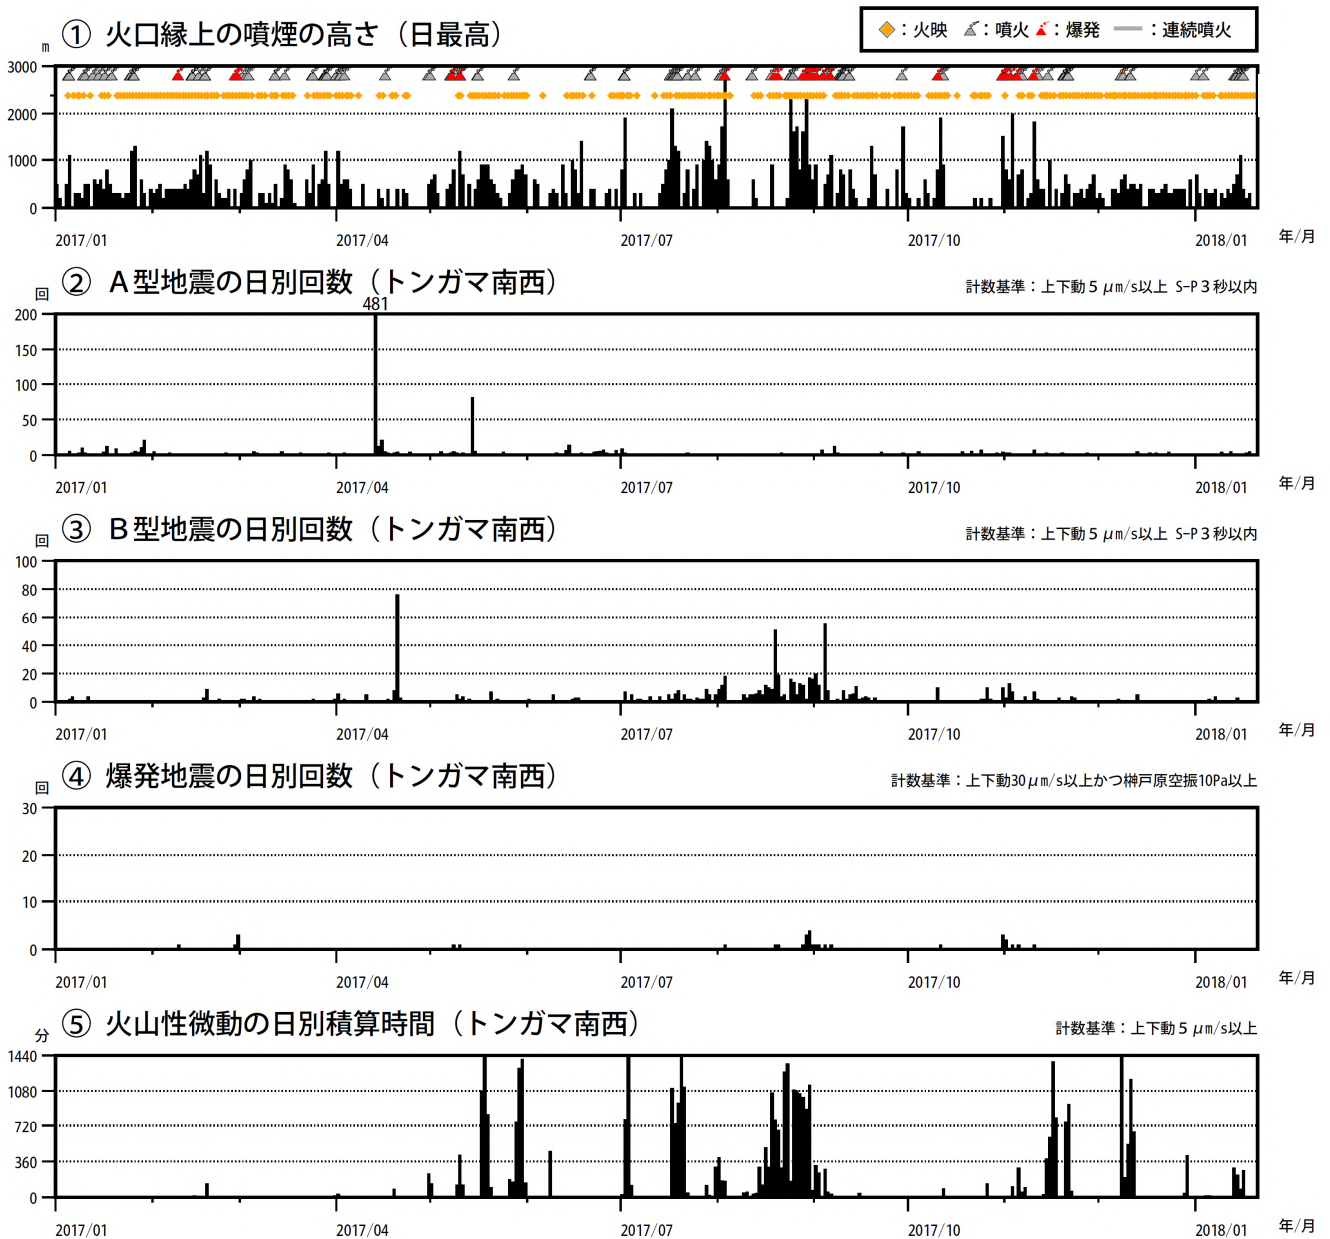 ① 火口縁上の噴煙の高さ（日最高）
◆：火映 ：噴火 ：爆発 ：連続噴火
m
3000
2000
1000
0
2017/01 2017/04 2017/07 2017/10 2018/01 年/月
② A型地震の日別回数（トンガマ南西）
計数基準：上下動5μm/s以上 S-P3秒以内
回
481
200
150
100
50
0
2017/01 2017/04 2017/07 2017/10 2018/01 年/月
③ B型地震の日別回数（トンガマ南西）
計数基準：上下動5μm/s以上 S-P3秒以内
回
100
80
60
40
20
0
2017/01 2017/04 2017/07 2017/10 2018/01 年/月
④ 爆発地震の日別回数（トンガマ南西）
計数基準：上下動30μm/s以上かつ榊戸原空振10Pa以上
回
30
20
10
0
2017/01 2017/04 2017/07 2017/10 2018/01 年/月
⑤ 火山性微動の日別積算時間（トンガマ南西）
計数基準：上下動5μm/s以上
分
1440
1080
720
360
0
2017/01 2017/04 2017/07 2017/10 2018/01 年/月